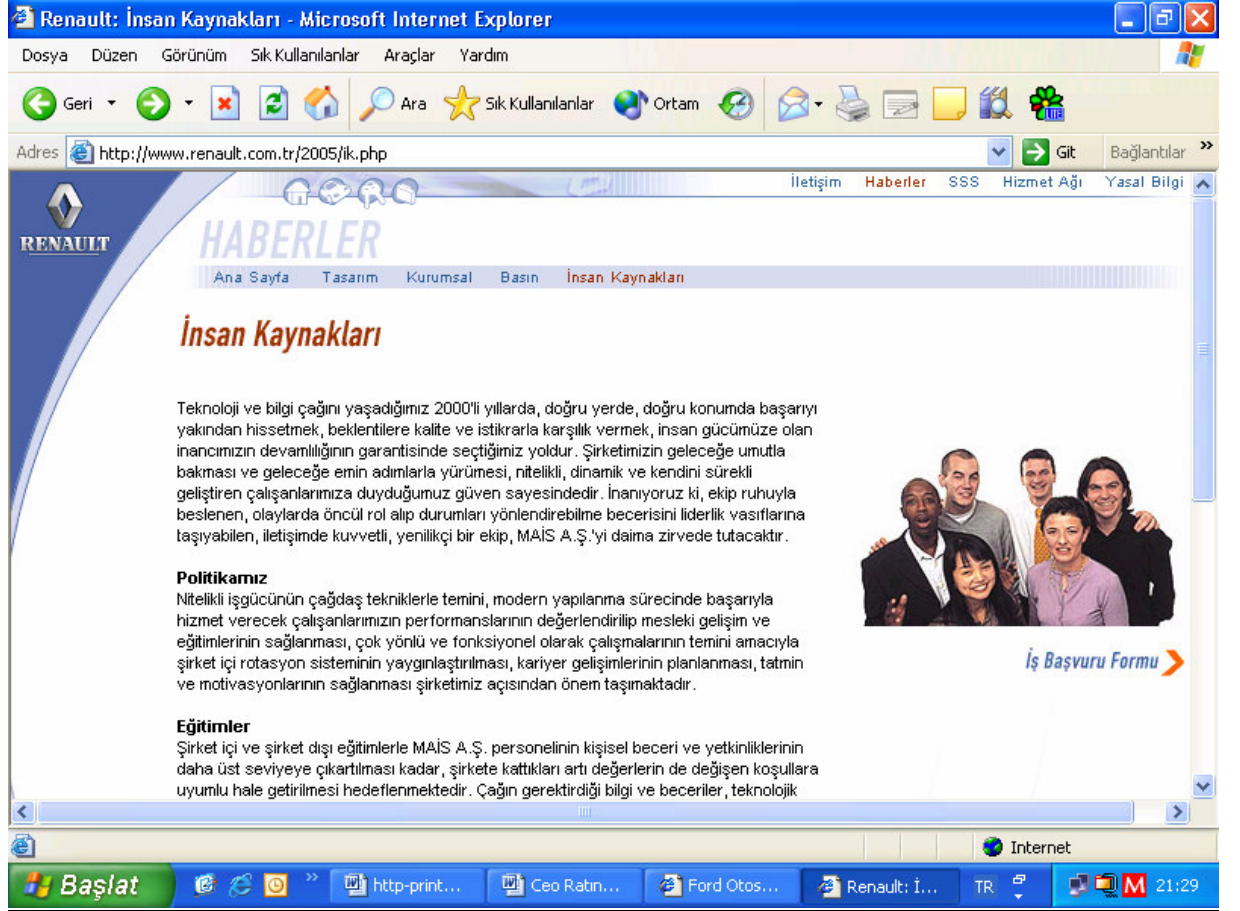 Renault: İnsan Kaynakları - Microsoft Internet Explorer
Dosya Düzen Görünüm Sık Kullanılanlar Araçlar Yardım
Geri Ara Sık Kullanılanlar Ortam
Adres http://www.renault.com.tr/2005/ik.php Git Bağlantılar
İletişim Haberler SSS Hizmet Ağı Yasal Bilgi
RENAULT
HABERLER
Ana Sayfa Tasarım Kurumsal Basın İnsan Kaynakları
İnsan Kaynakları
Teknoloji ve bilgi çağını yaşadığımız 2000'li yıllarda, doğru yerde, doğru konumda başarıyı
yakından hissetmek, beklentilere kalite ve istikrarla karşılık vermek, insan gücümüze olan
inancımızın devamlılığının garantisinde seçtiğimiz yoldur. Şirketimizin geleceğe umutla
bakması ve geleceğe emin adımlarla yürümesi, nitelikli, dinamik ve kendini sürekli
geliştiren çalışanlarımıza duyduğumuz güven sayesindedir. İnanıyoruz ki, ekip ruhuyla
beslenen, olaylarda öncül rol alıp durumları yönlendirebilme becerisini liderlik vasıflarına
taşıyabilen, iletişimde kuvvetli, yenilikçi bir ekip, MAİS A.Ş.'yi daima zirvede tutacaktır.
Politikamız
Nitelikli işgücünün çağdaş tekniklerle temini, modern yapılanma sürecinde başarıyla
hizmet verecek çalışanlarımızın performanslarının değerlendirilip mesleki gelişim ve
eğitimlerinin sağlanması, çok yönlü ve fonksiyonel olarak çalışmalarının temini amacıyla
şirket içi rotasyon sisteminin yaygınlaştırılması, kariyer gelişimlerinin planlanması, tatmin
ve motivasyonlarının sağlanması şirketimiz açısından önem taşımaktadır.
İş Başvuru Formu
Eğitimler
Şirket içi ve şirket dışı eğitimlerle MAİS A.Ş. personelinin kişisel beceri ve yetkinliklerinin
daha üst seviyeye çıkartılması kadar, şirkete kattıkları artı değerlerin de değişen koşullara
uyumlu hale getirilmesi hedeflenmektedir. Çağın gerektirdiği bilgi ve beceriler, teknolojik
Internet
Başlat http-print... Ceo Ratın... Ford Otos... Renault: İ... TR M 21:29